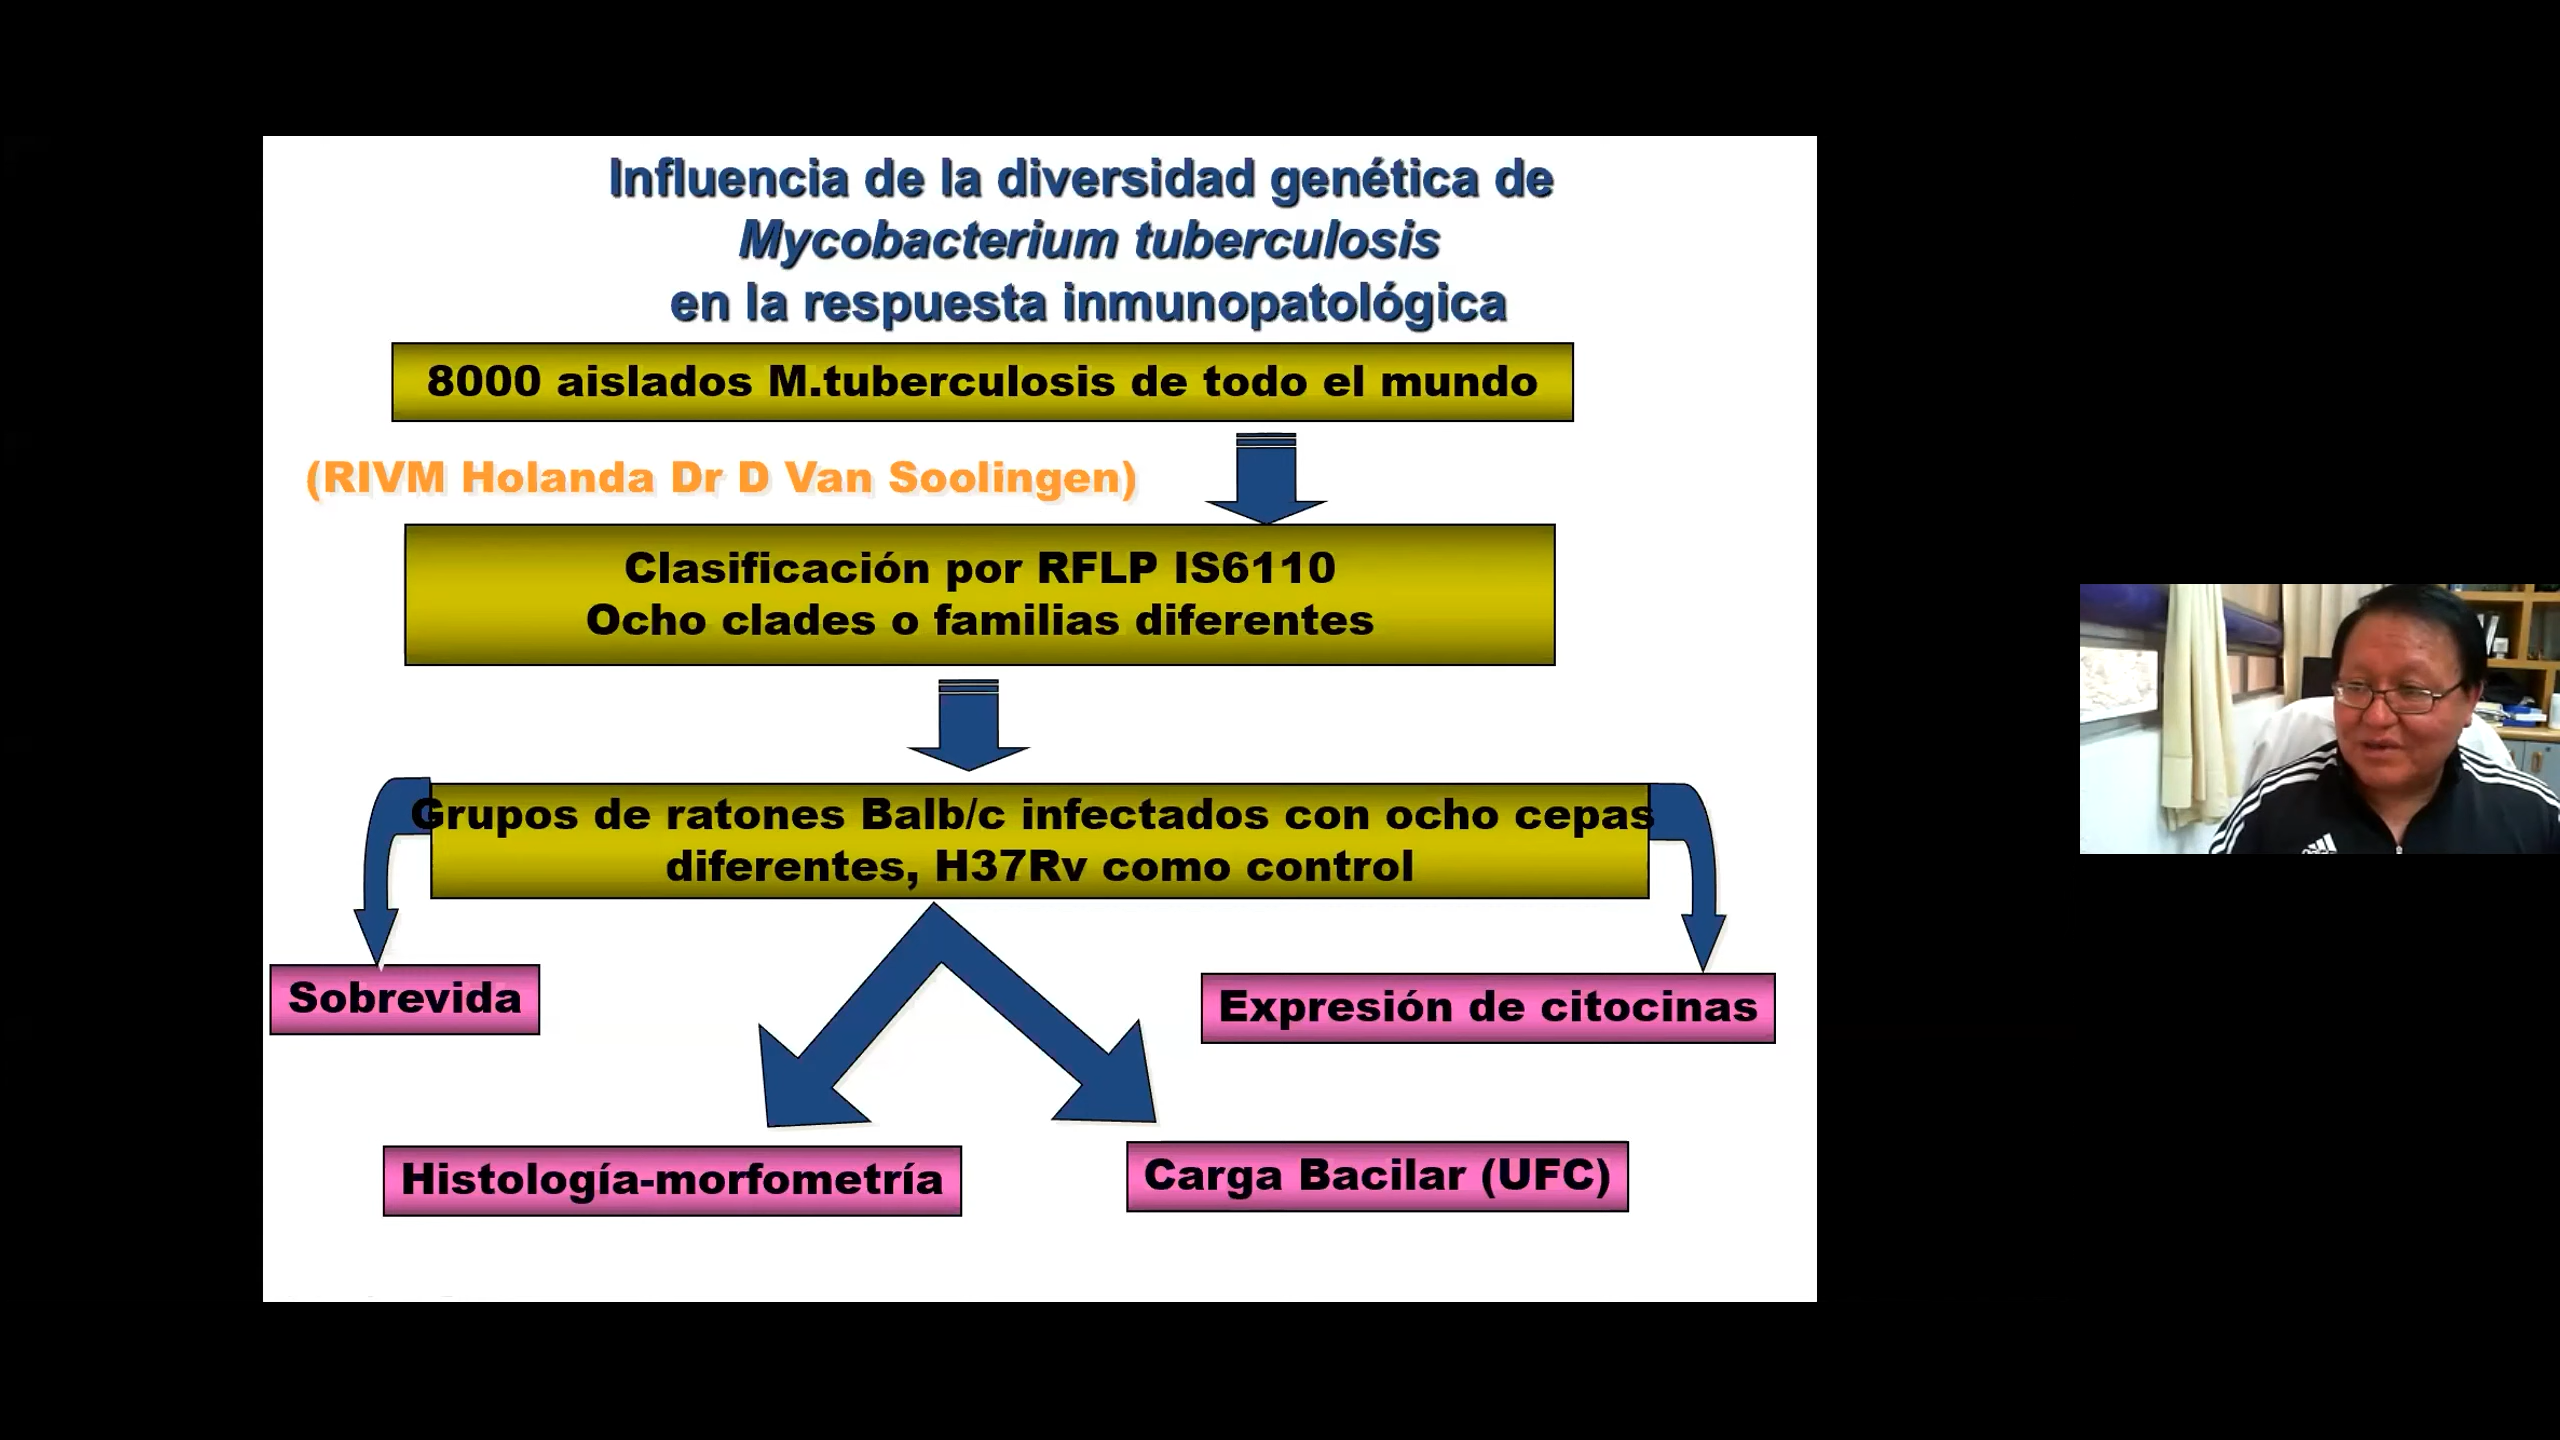 Influencia de la diversidad genética de
Mycobacterium tuberculosis
en la respuesta inmunopatológica
8000 aislados M.tuberculosis de todo el mundo
(RIVM Holanda Dr D Van Soolingen)
Clasificación por RFLP IS6110
Ocho clades o familias diferentes
Grupos de ratones Balb/c infectados con ocho cepas
diferentes, H37Rv como control
Sobrevida
Expresión de citocinas
Histología-morfometría
Carga Bacilar (UFC)